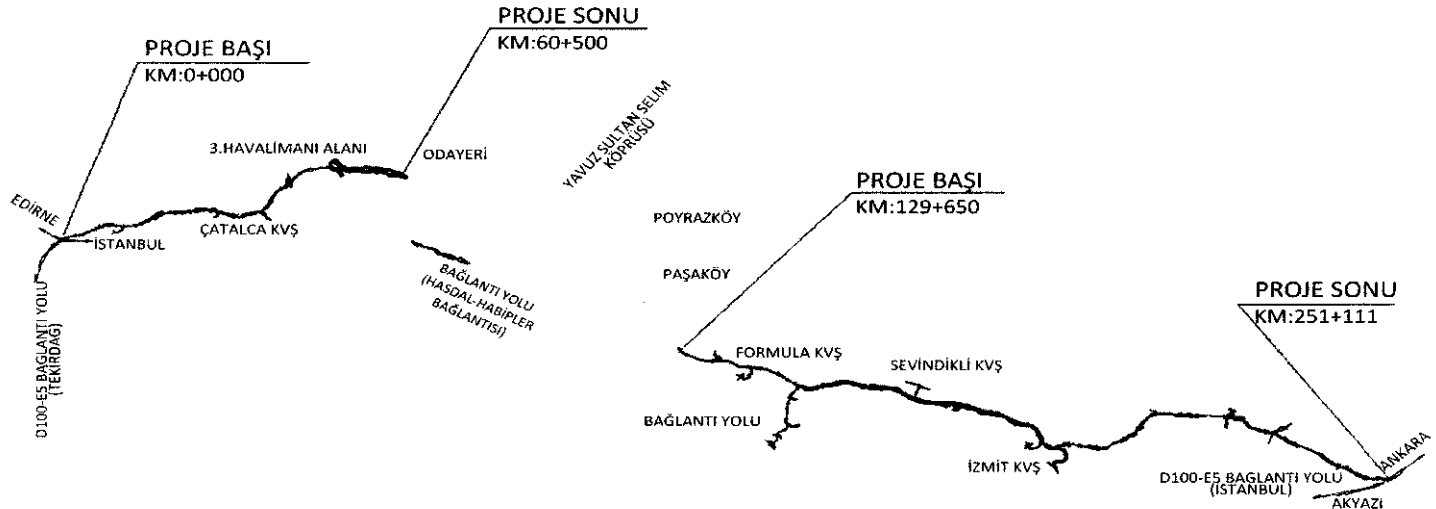 PROJE BAŞI
KM:0+000
PROJE SONU
KM:60+500
3.HAVALİMANI ALANI
ODAYERİ
EDİRNE
İSTANBUL
ÇATALCA KVŞ
D100-E5 BAĞLANTI YOLU
(TEKİRDAĞ)
BAĞLANTI YOLU
(HASDAL-HABİPLER
BAĞLANTISI)
YAVUZ SULTAN SELIM
KÖPRÜSÜ
POYRAZKÖY
PAŞAKÖY
PROJE BAŞI
KM:129+650
PROJE SONU
KM:251+111
FORMULA KVŞ
SEVİNDİKLİ KVŞ
BAĞLANTI YOLU
İZMİT KVŞ
D100-E5 BAĞLANTI YOLU
(İSTANBUL)
ANKARA
AKYAZI